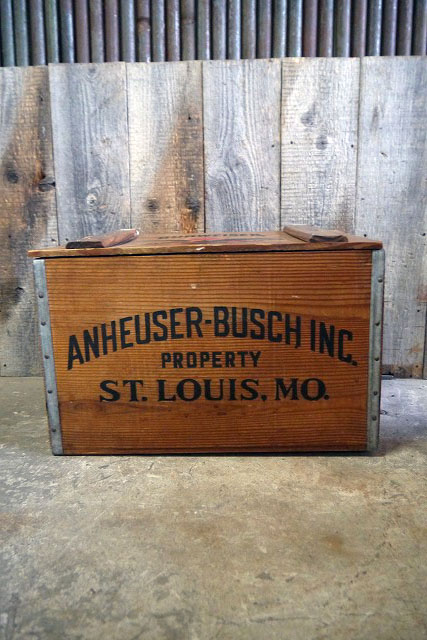 ANHEUSER-BUSCH, INC.
PROPERTY
ST. LOUIS, MO.